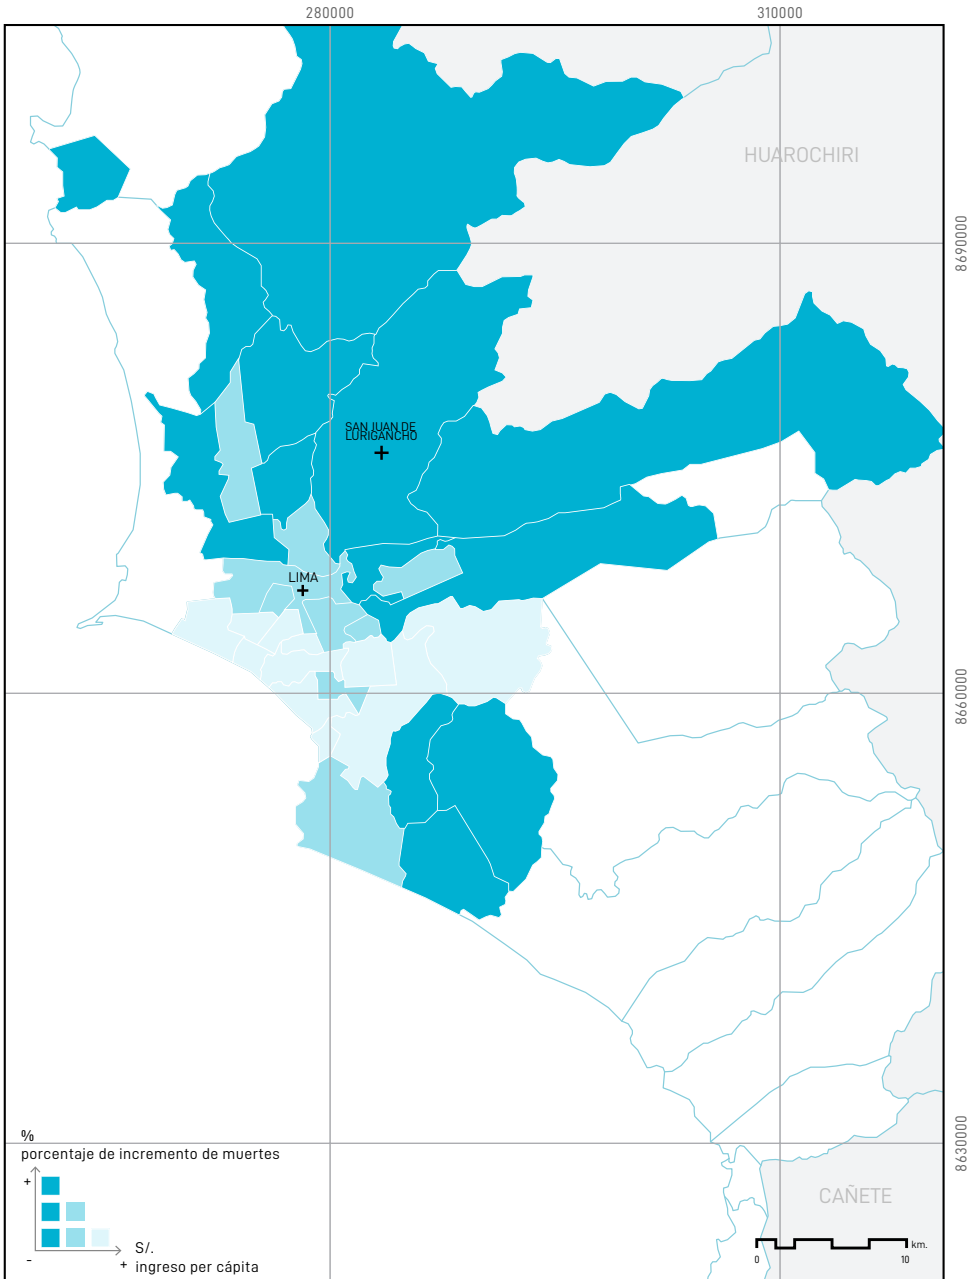 280000
310000
HUAROCHIRI
8690000
SAN JUAN DE
LURIGANCHO
LIMA
8660000
8630000
%
porcentaje de incremento de muertes
+
-
S/.
+ ingreso per cápita
CAÑETE
km.
0
10